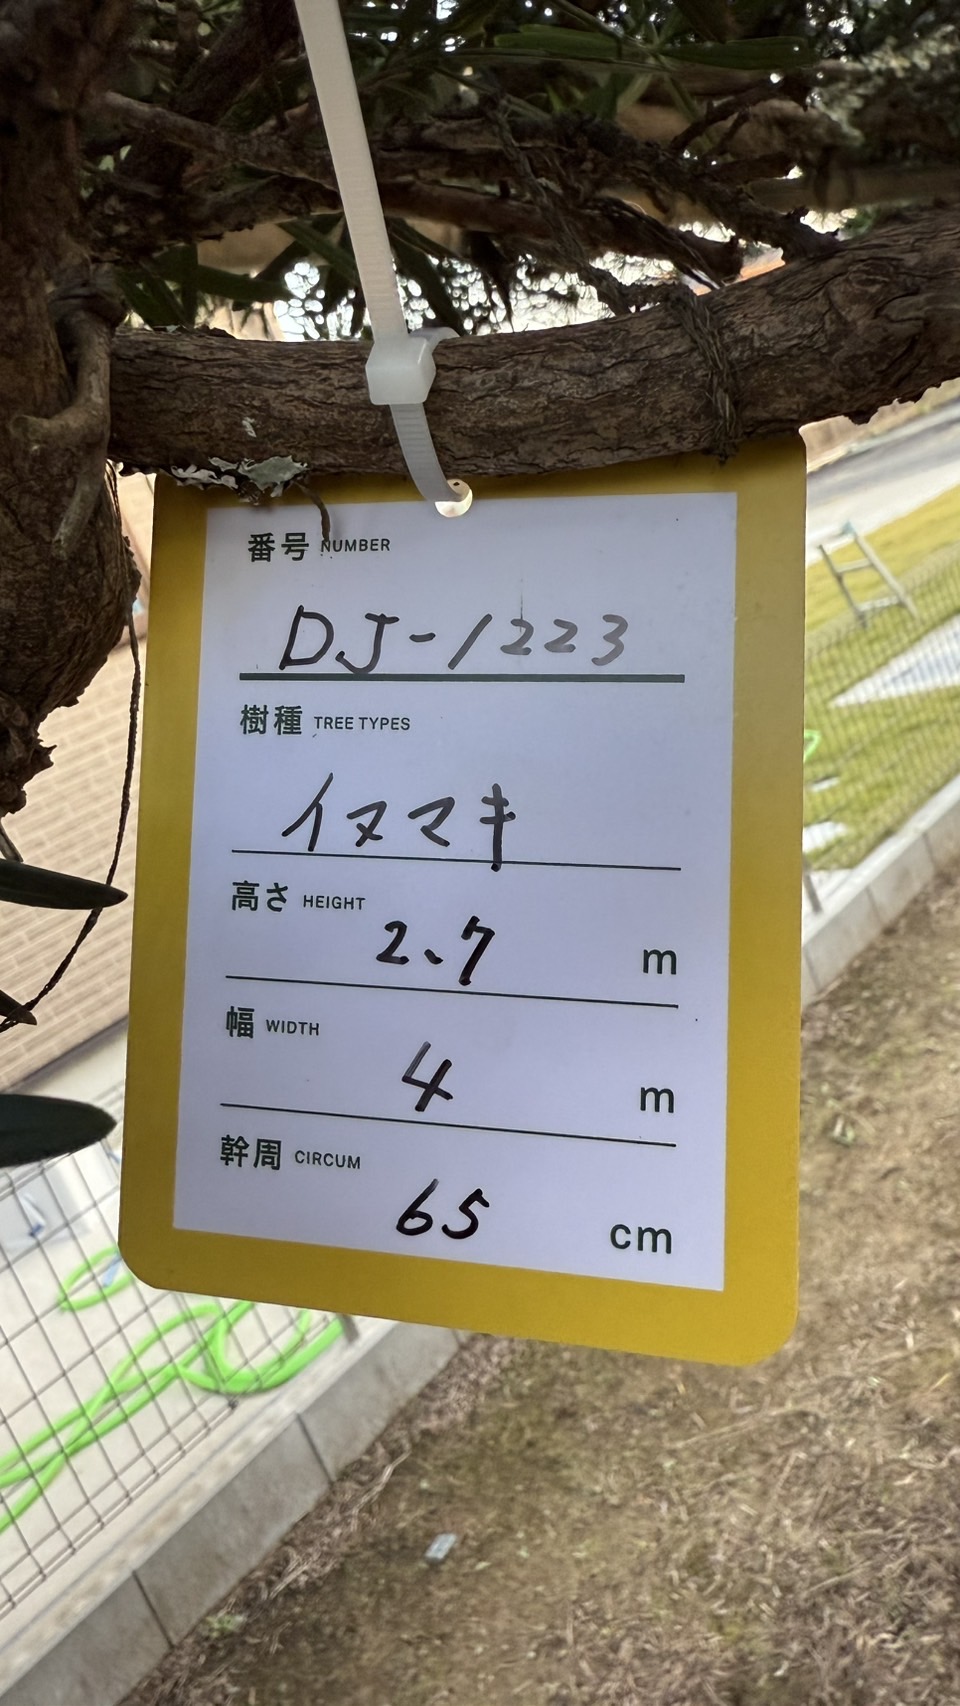 番号 NUMBER
DJ-1223
樹種 TREE TYPES
イヌマキ
高さ HEIGHT
2.7 m
幅 WIDTH
4 m
幹周 CIRCUM
65 cm